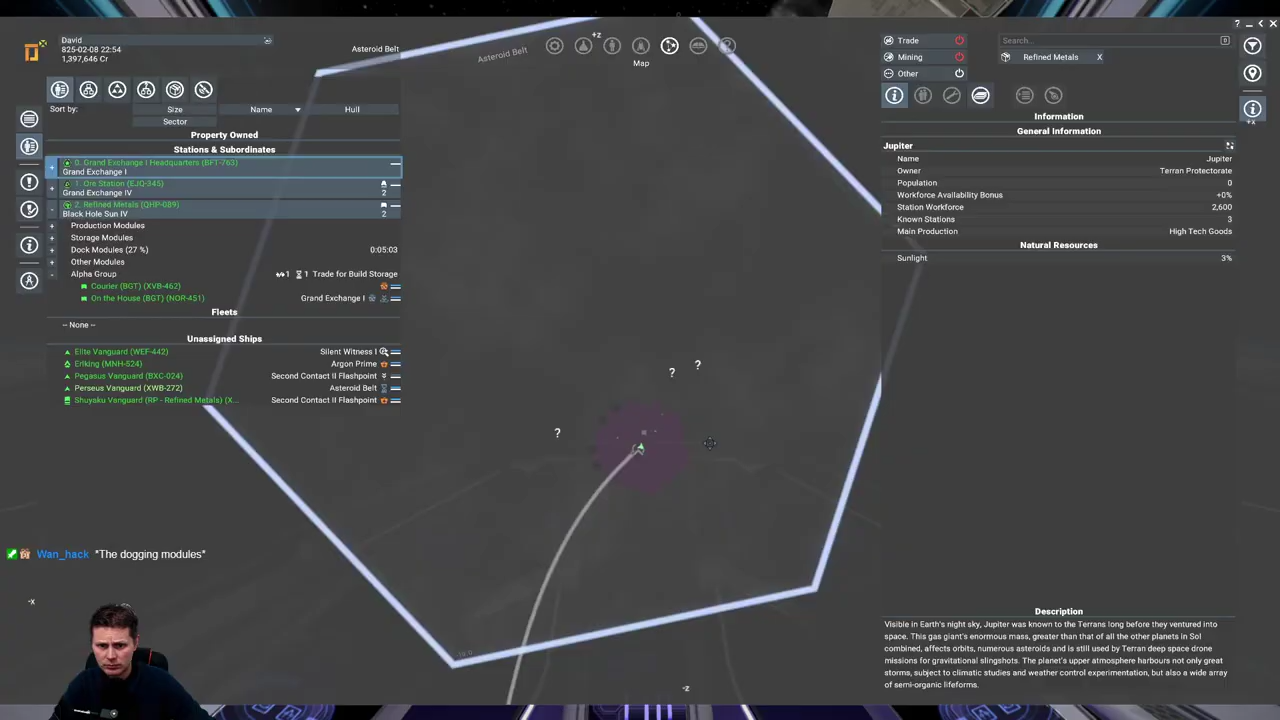 David
825-02-08 22:54
1,397,646 Cr
Asteroid Belt
Asteroid Belt
+z
Map
Sort by:
Size
Name
Hull
Sector
Property Owned
Stations & Subordinates
0. Grand Exchange I Headquarters (BFT-763)
Grand Exchange I
1. Ore Station (EJQ-345)
Grand Exchange IV
2
2. Refined Metals (QHP-089)
Black Hole Sun IV
2
Production Modules
Storage Modules
Dock Modules (27 %)
0:05:03
Other Modules
Alpha Group
1
1 Trade for Build Storage
Courier (BGT) (XVB-462)
On the House (BGT) (NOR-451)
Grand Exchange I
Fleets
-- None --
Unassigned Ships
Elite Vanguard (WEF-442)
Silent Witness I
Erlking (MNH-524)
Argon Prime
Pegasus Vanguard (BXC-024)
Second Contact II Flashpoint
Perseus Vanguard (XWB-272)
Asteroid Belt
Shuyaku Vanguard (RP - Refined Metals) (X...
Second Contact II Flashpoint
?
?
?
Wan_hack *The dogging modules*
-x
-z
+x
?
Trade
Mining
Other
Search...
Refined Metals
X
Information
General Information
Jupiter
Name
Jupiter
Owner
Terran Protectorate
Population
0
Workforce Availability Bonus
+0%
Station Workforce
2,600
Known Stations
3
Main Production
High Tech Goods
Natural Resources
Sunlight
3%
Description
Visible in Earth's night sky, Jupiter was known to the Terrans long before they ventured into
space. This gas giant's enormous mass, greater than that of all the other planets in Sol
combined, affects orbits, numerous asteroids and is still used by Terran deep space drone
missions for gravitational slingshots. The planet's upper atmosphere harbours not only great
storms, subject to climatic studies and weather control experimentation, but also a wide array
of semi-organic lifeforms.